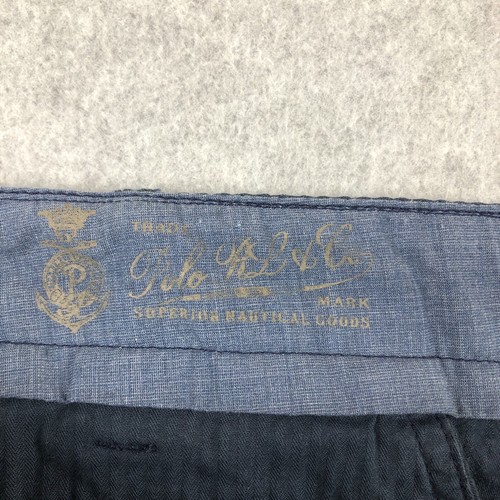 TRADE
Polo R.L. & Co.
MARK
SUPERIOR NAUTICAL GOODS
P